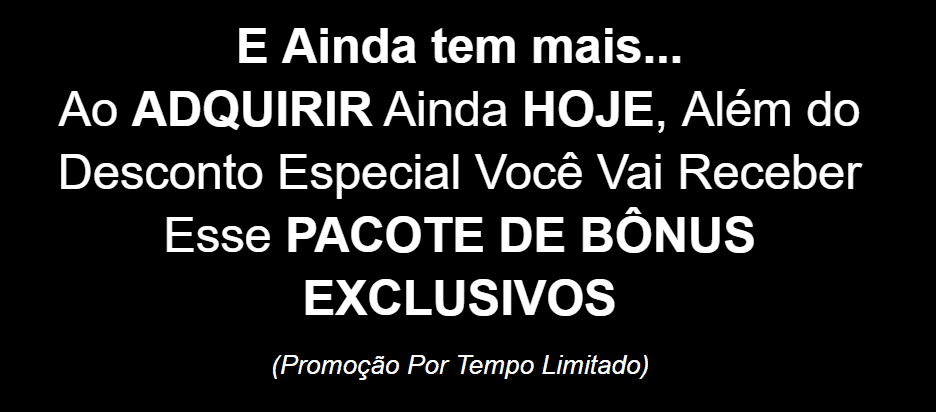 E Ainda tem mais...
Ao ADQUIRIR Ainda HOJE, Além do
Desconto Especial Você Vai Receber
Esse PACOTE DE BÔNUS
EXCLUSIVOS
(Promoção Por Tempo Limitado)